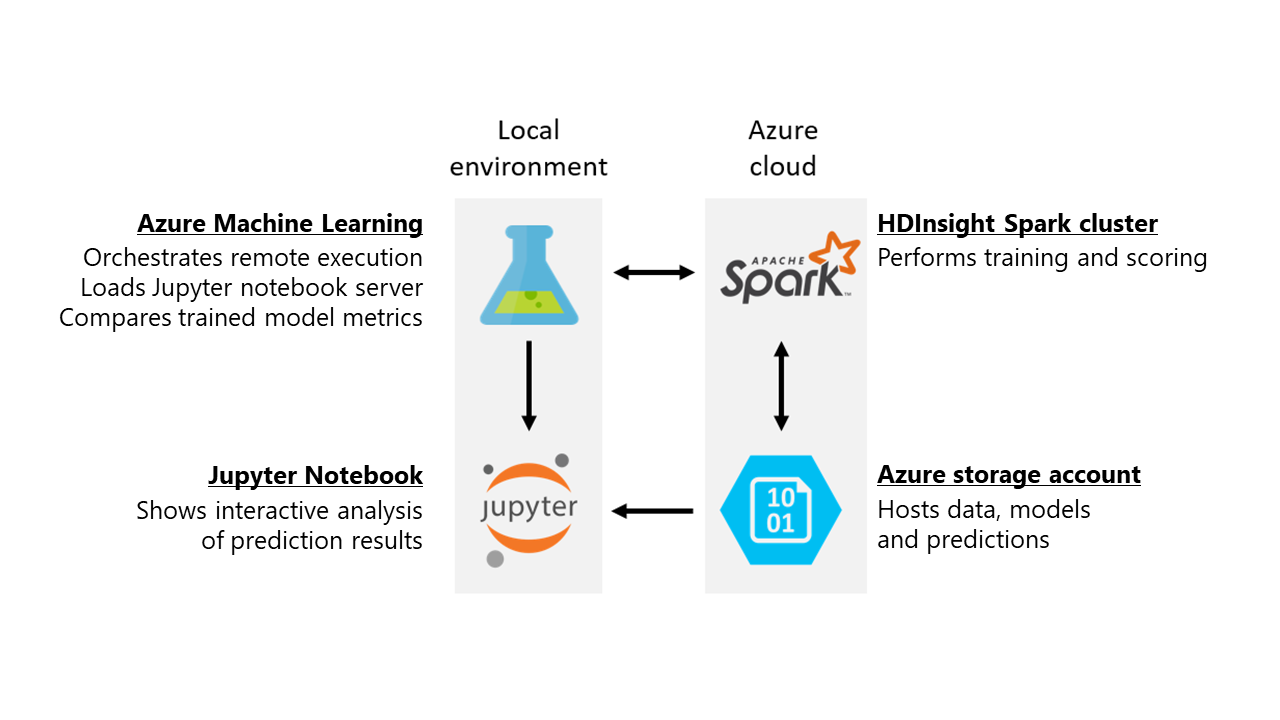 Local
environment
Azure
cloud
Azure Machine Learning
Orchestrates remote execution
Loads Jupyter notebook server
Compares trained model metrics
APACHE
Spark™
HDInsight Spark cluster
Performs training and scoring
Jupyter Notebook
Shows interactive analysis
of prediction results
jupyter
10
01
Azure storage account
Hosts data, models
and predictions